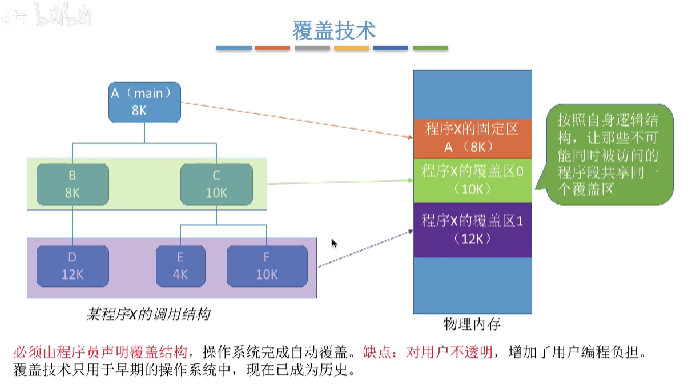 bilibili
覆盖技术
A（main）
8K
B
8K
C
10K
D
12K
E
4K
F
10K
某程序X的调用结构
程序X的固定区
A （8K）
程序X的覆盖区0
（10K）
程序X的覆盖区1
（12K）
物理内存
按照自身逻辑结
构，让那些不可
能同时被访问的
程序段共享同一
个覆盖区
必须由程序员声明覆盖结构，操作系统完成自动覆盖。缺点：对用户不透明，增加了用户编程负担。
覆盖技术只用于早期的操作系统中，现在已成为历史。